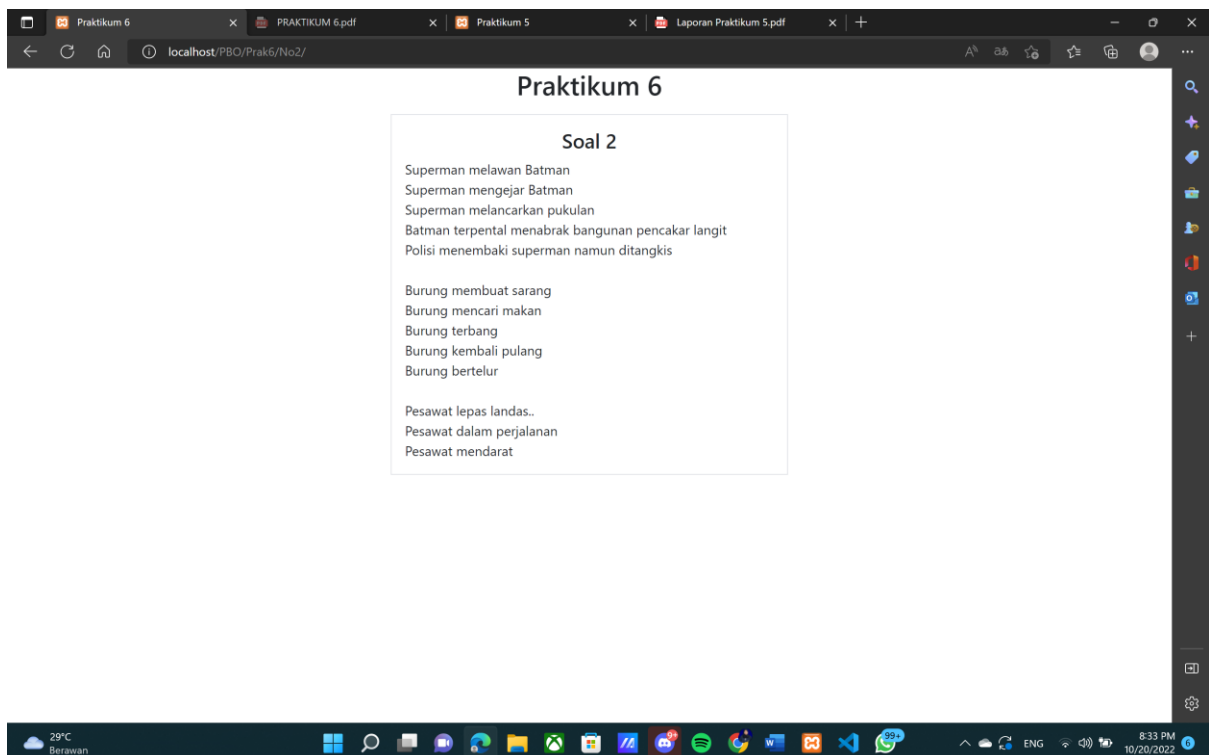 Praktikum 6
PRAKTIKUM 6.pdf
Praktikum 5
Laporan Praktikum 5.pdf
localhost/PBO/Prak6/No2/
Praktikum 6
Soal 2
Superman melawan Batman
Superman mengejar Batman
Superman melancarkan pukulan
Batman terpental menabrak bangunan pencakar langit
Polisi menembaki superman namun ditangkis
Burung membuat sarang
Burung mencari makan
Burung terbang
Burung kembali pulang
Burung bertelur
Pesawat lepas landas..
Pesawat dalam perjalanan
Pesawat mendarat
29°C
Berawan
99+
ENG
8:33 PM
10/20/2022
6